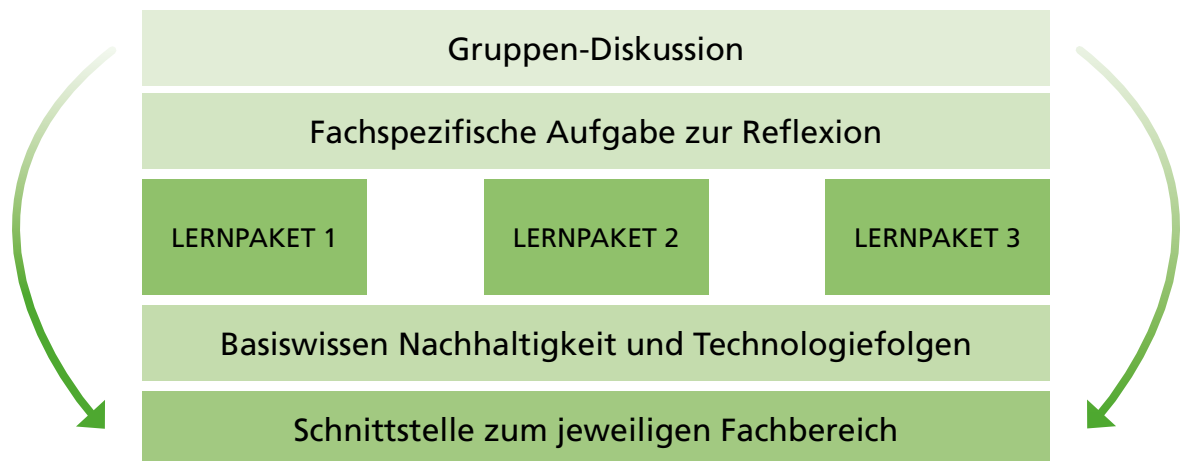 Gruppen-Diskussion
Fachspezifische Aufgabe zur Reflexion
LERNPAKET 1
LERNPAKET 2
LERNPAKET 3
Basiswissen Nachhaltigkeit und Technologiefolgen
Schnittstelle zum jeweiligen Fachbereich